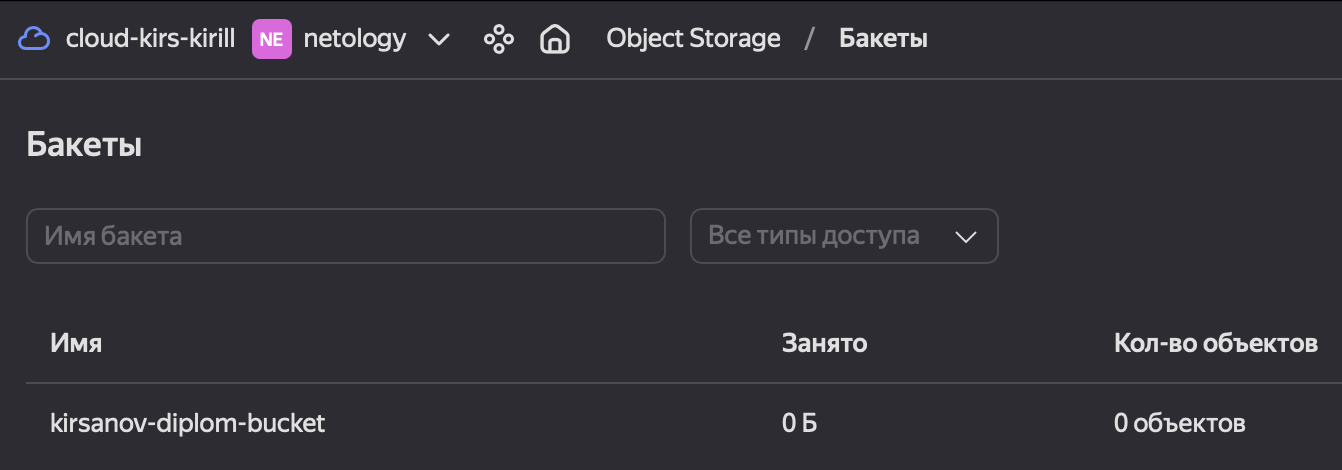 cloud-kirs-kirill NE netology Object Storage / Бакеты
Бакеты
Имя бакета Все типы доступа
Имя Занято Кол-во объектов
kirsanov-diplom-bucket 0 Б 0 объектов